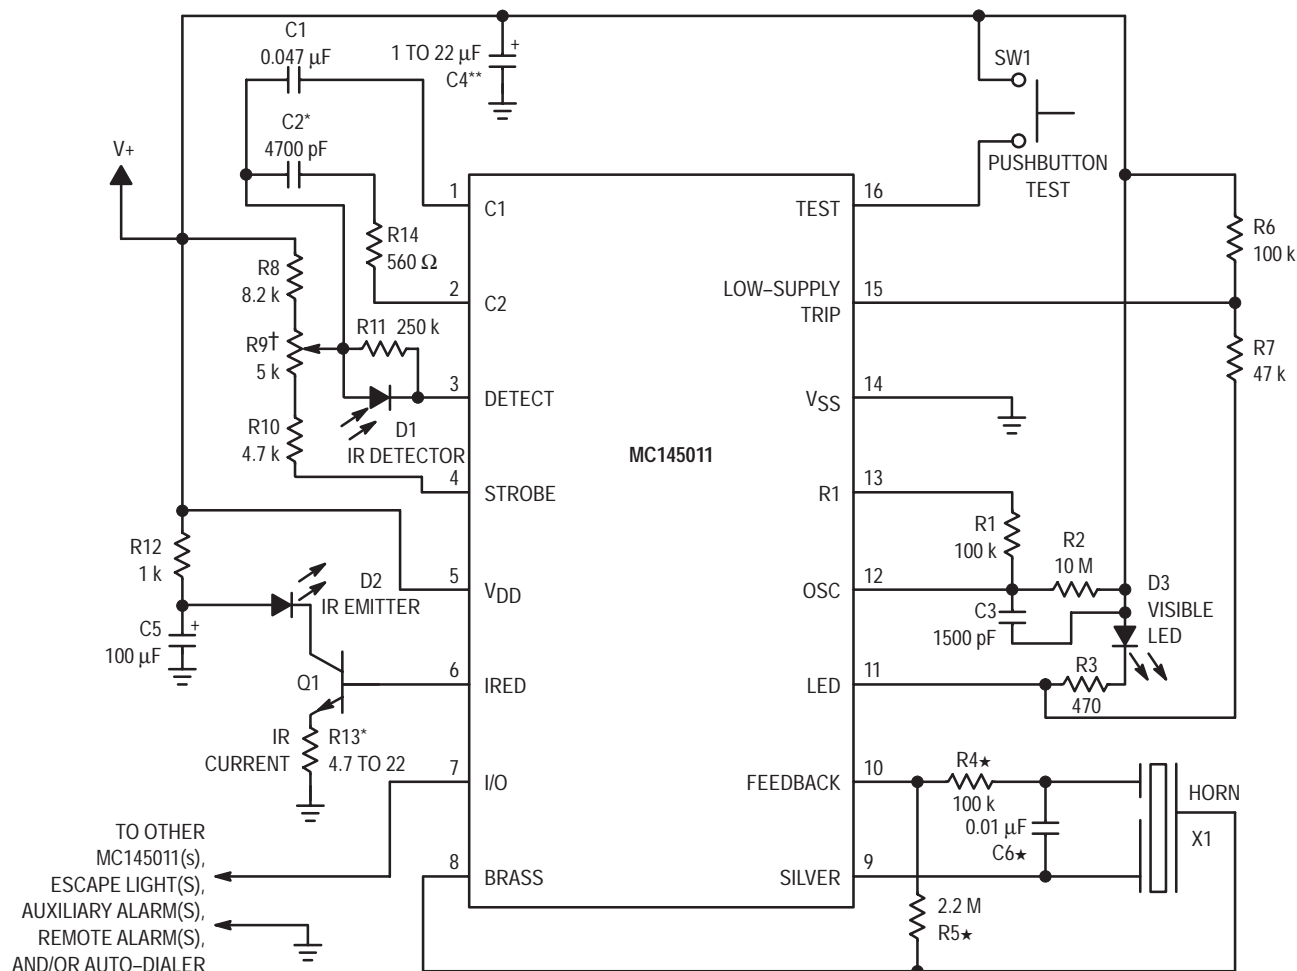 C1
0.047 μF
1 TO 22 μF
+
C4**
SW1
C2*
4700 pF
V+
PUSHBUTTON
TEST
1
C1
16
TEST
R14
560 Ω
R6
100 k
R8
8.2 k
2
C2
LOW–SUPPLY
TRIP
15
R11 250 k
R9†
5 k
R7
47 k
3
DETECT
14
VSS
D1
IR DETECTOR
R10
4.7 k
MC145011
4
STROBE
13
R1
R1
100 k
R12
1 k
R2
10 M
5
VDD
12
OSC
D2
IR EMITTER
D3
VISIBLE
LED
C3
1500 pF
C5
+
100 μF
Q1
6
IRED
11
LED
R3
470
IR
CURRENT
R13*
4.7 TO 22
7
I/O
10
FEEDBACK
R4★
100 k
HORN
X1
0.01 μF
C6★
TO OTHER
MC145011(s),
ESCAPE LIGHT(S),
AUXILIARY ALARM(S),
REMOTE ALARM(S),
AND/OR AUTO–DIALER
8
BRASS
9
SILVER
2.2 M
R5★